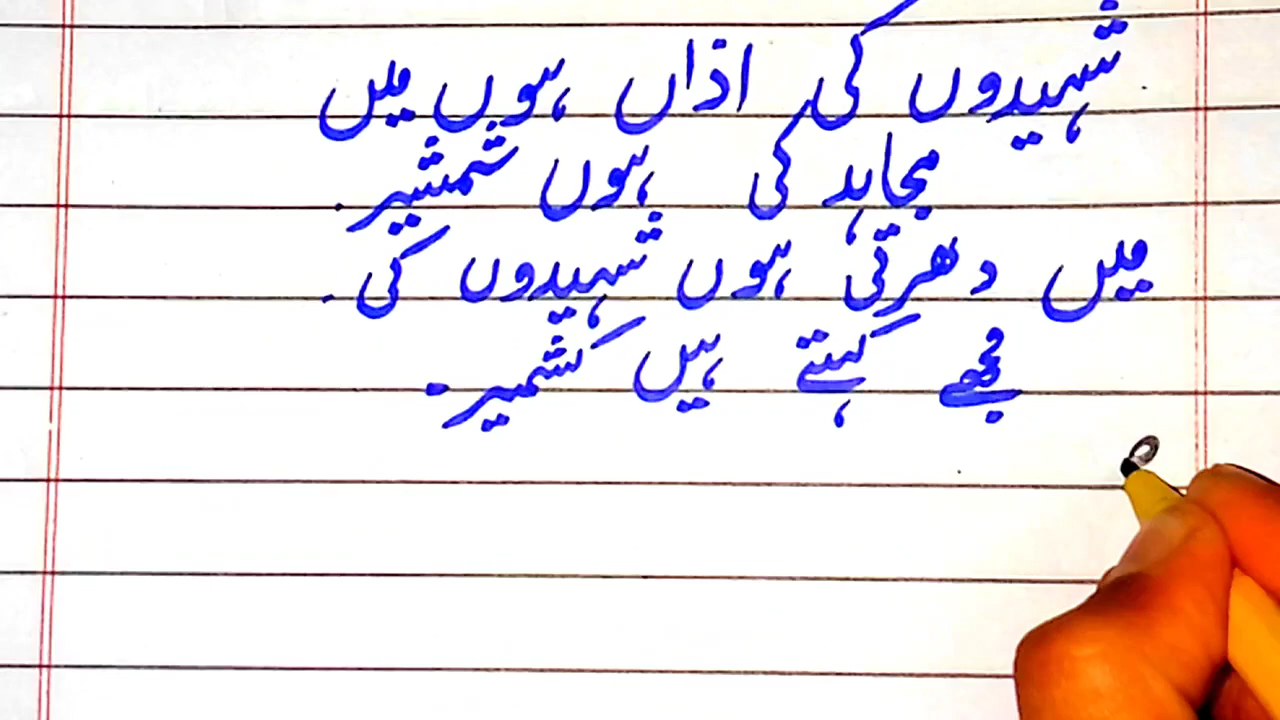 شہیدوں کی اذاں ہوں میں
مجاہد کی ہوں شمشیر
میں دھرتی ہوں شہیدوں کی
مجھے کہتے ہیں کشمیر۔